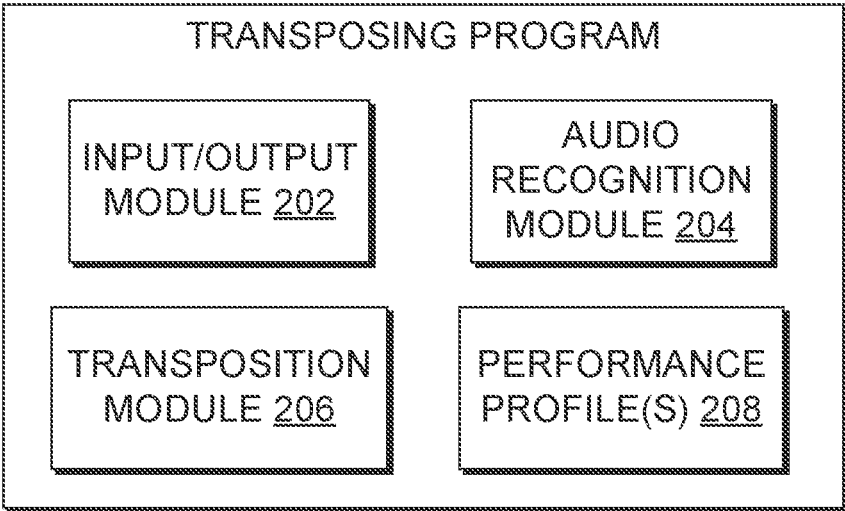 TRANSPOSING PROGRAM
INPUT/OUTPUT
MODULE 202
AUDIO
RECOGNITION
MODULE 204
TRANSPOSITION
MODULE 206
PERFORMANCE
PROFILE(S) 208